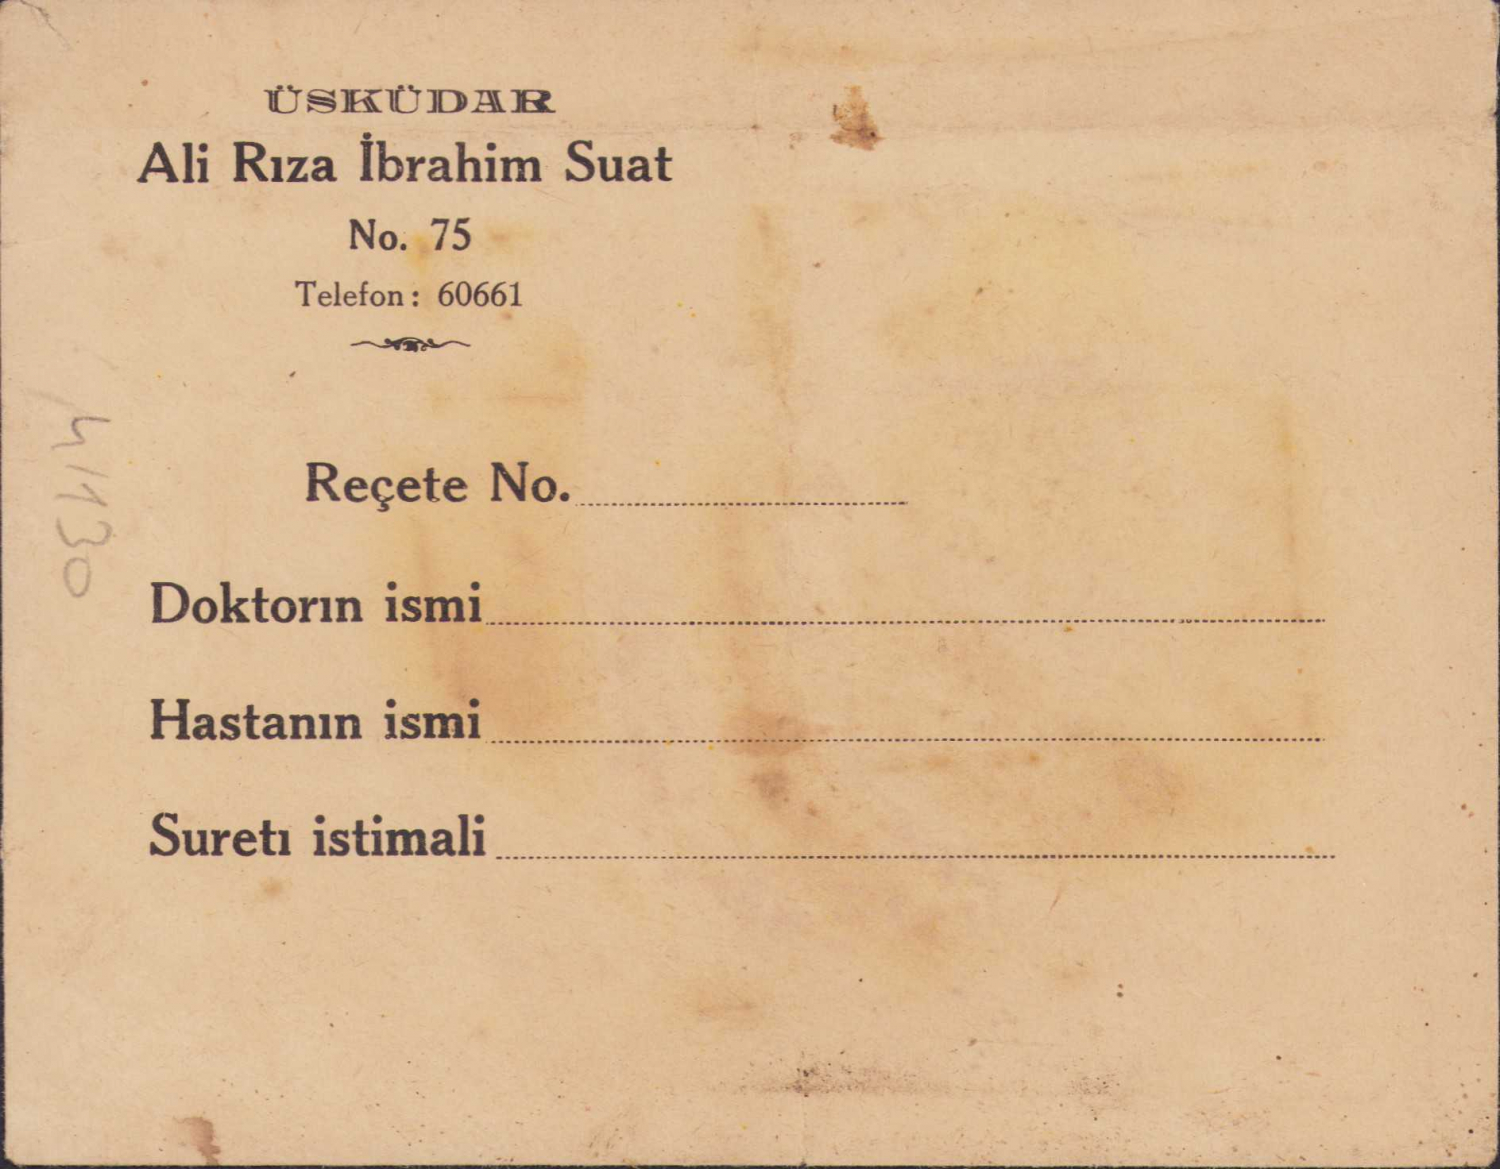 ÜSKÜDAR
Ali Rıza İbrahim Suat
No. 75
Telefon: 60661
Reçete No.
Doktorın ismi
Hastanın ismi
Suretı istimali